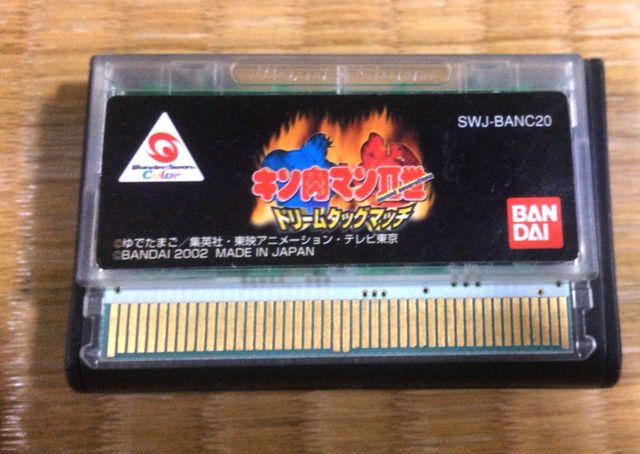 SWJ-BANC20
WonderSwan
Color
キン肉マンⅡ世
ドリームタッグマッチ
BAN
DAI
©ゆでたまご／集英社・東映アニメーション・テレビ東京
©BANDAI 2002 MADE IN JAPAN